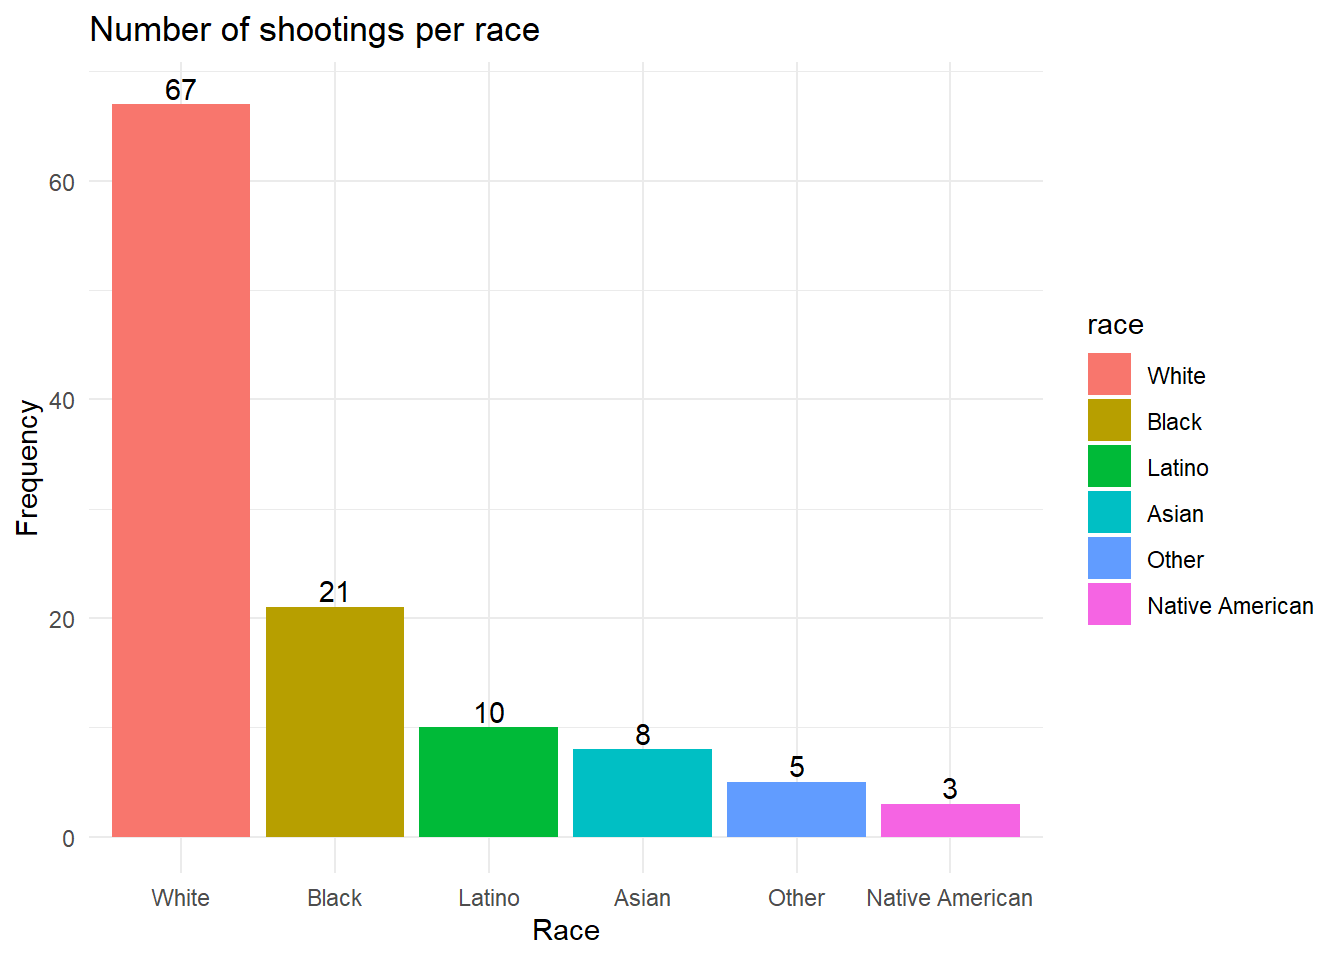 Number of shootings per race
67
60
40
21
20
10
8
5
3
0
Frequency
White
Black
Latino
Asian
Other
Native American
Race
race
White
Black
Latino
Asian
Other
Native American